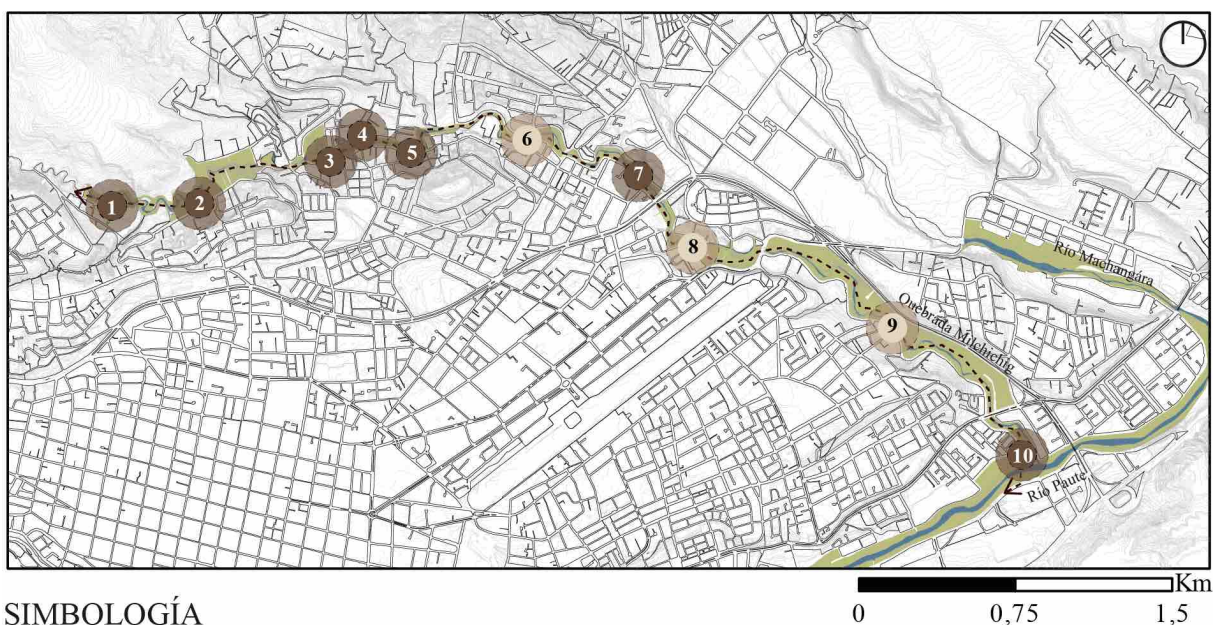 4
6
3
5
7
2
1
8
Río Machangára
Quebrada Milchichig
9
10
Río Paute
Km
0 0,75 1,5
SIMBOLOGÍA